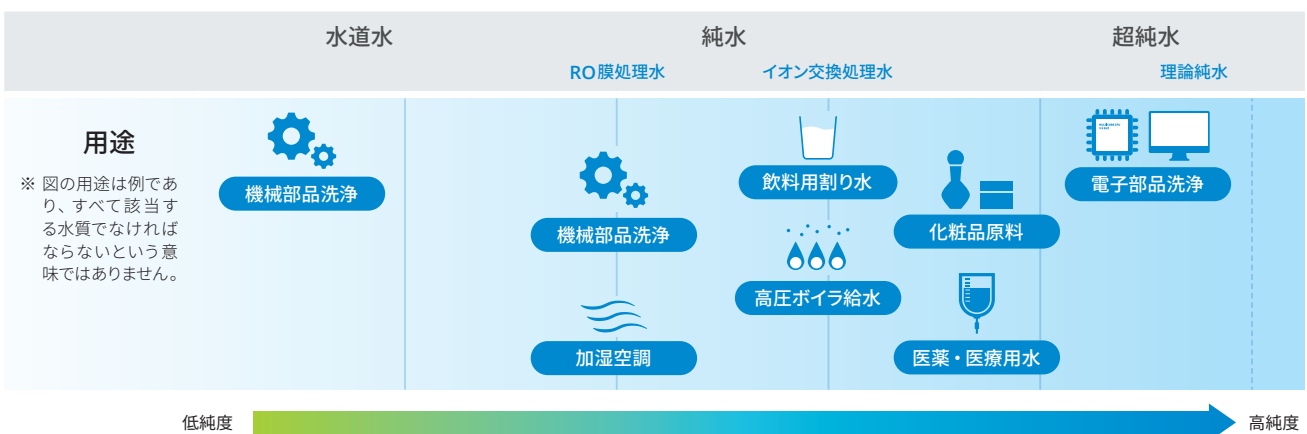 水道水
純水
超純水
RO膜処理水
イオン交換処理水
理論純水
用途
※ 図の用途は例であ
り、すべて該当す
る水質でなければ
ならないという意
味ではありません。
機械部品洗浄
機械部品洗浄
加湿空調
飲料用割り水
高圧ボイラ給水
化粧品原料
医薬・医療用水
電子部品洗浄
低純度
高純度